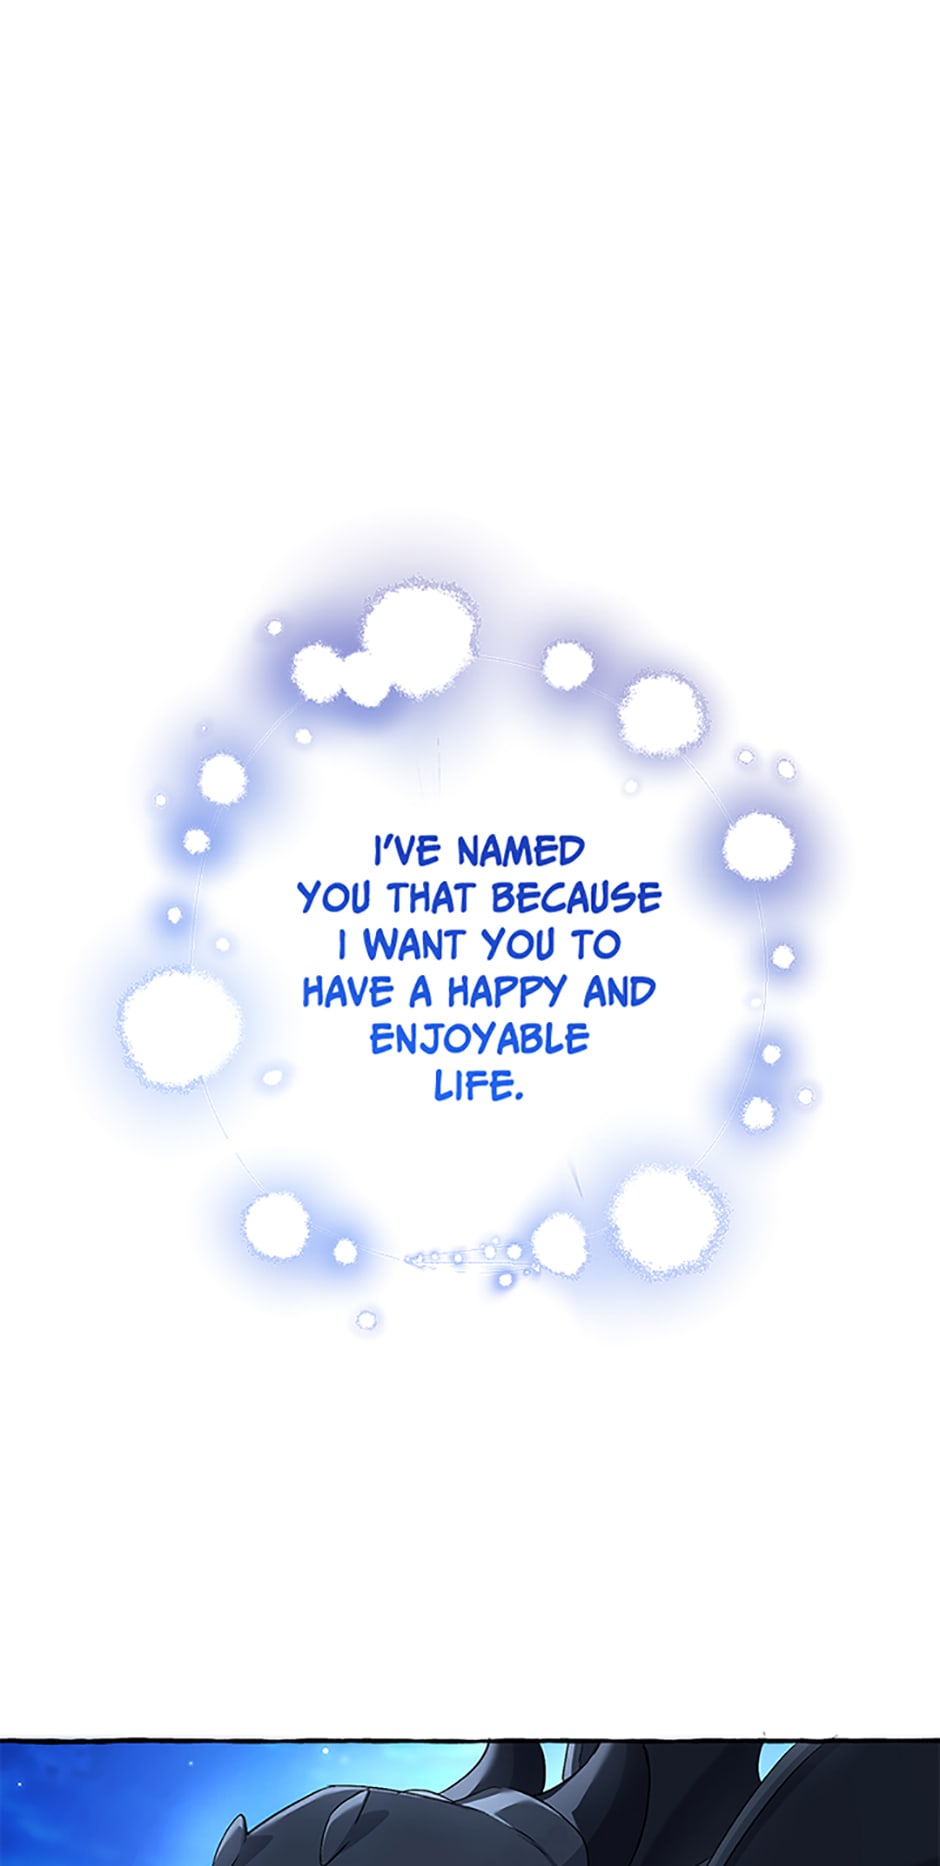 I'VE NAMED
YOU THAT BECAUSE
I WANT YOU TO
HAVE A HAPPY AND
ENJOYABLE
LIFE.